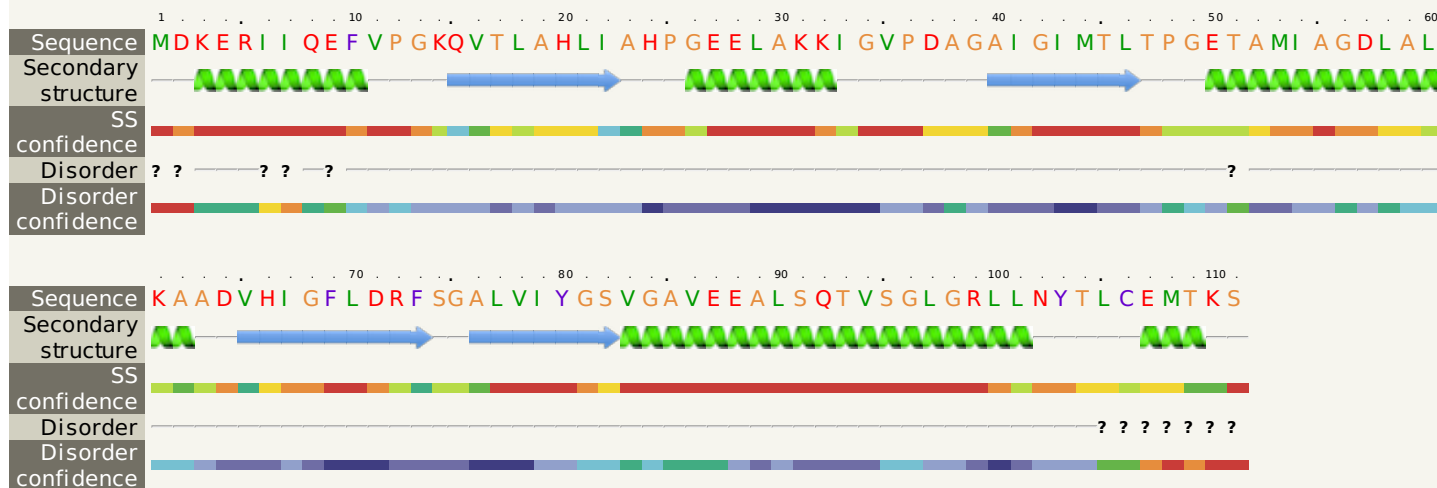 1 . . . . . . . . 10 . . . . . . . . . 20 . . . . . . . . . 30 . . . . . . . . . 40 . . . . . . . . . 50 . . . . . . . . . 60
Sequence M D K E R I I Q E F V P G K Q V T L A H L I A H P G E E L A K K I G V P D A G A I G I M T L T P G E T A M I A G D L A L
Secondary
structure
SS
confidence
Disorder ? ? ? ? ? ?
Disorder
confidence
. . . . . . . . . 70 . . . . . . . . . 80 . . . . . . . . . 90 . . . . . . . . . 100 . . . . . . . . . 110 .
Sequence K A A D V H I G F L D R F S G A L V I Y G S V G A V E E A L S Q T V S G L G R L L N Y T L C E M T K S
Secondary
structure
SS
confidence
Disorder ? ? ? ? ? ? ?
Disorder
confidence